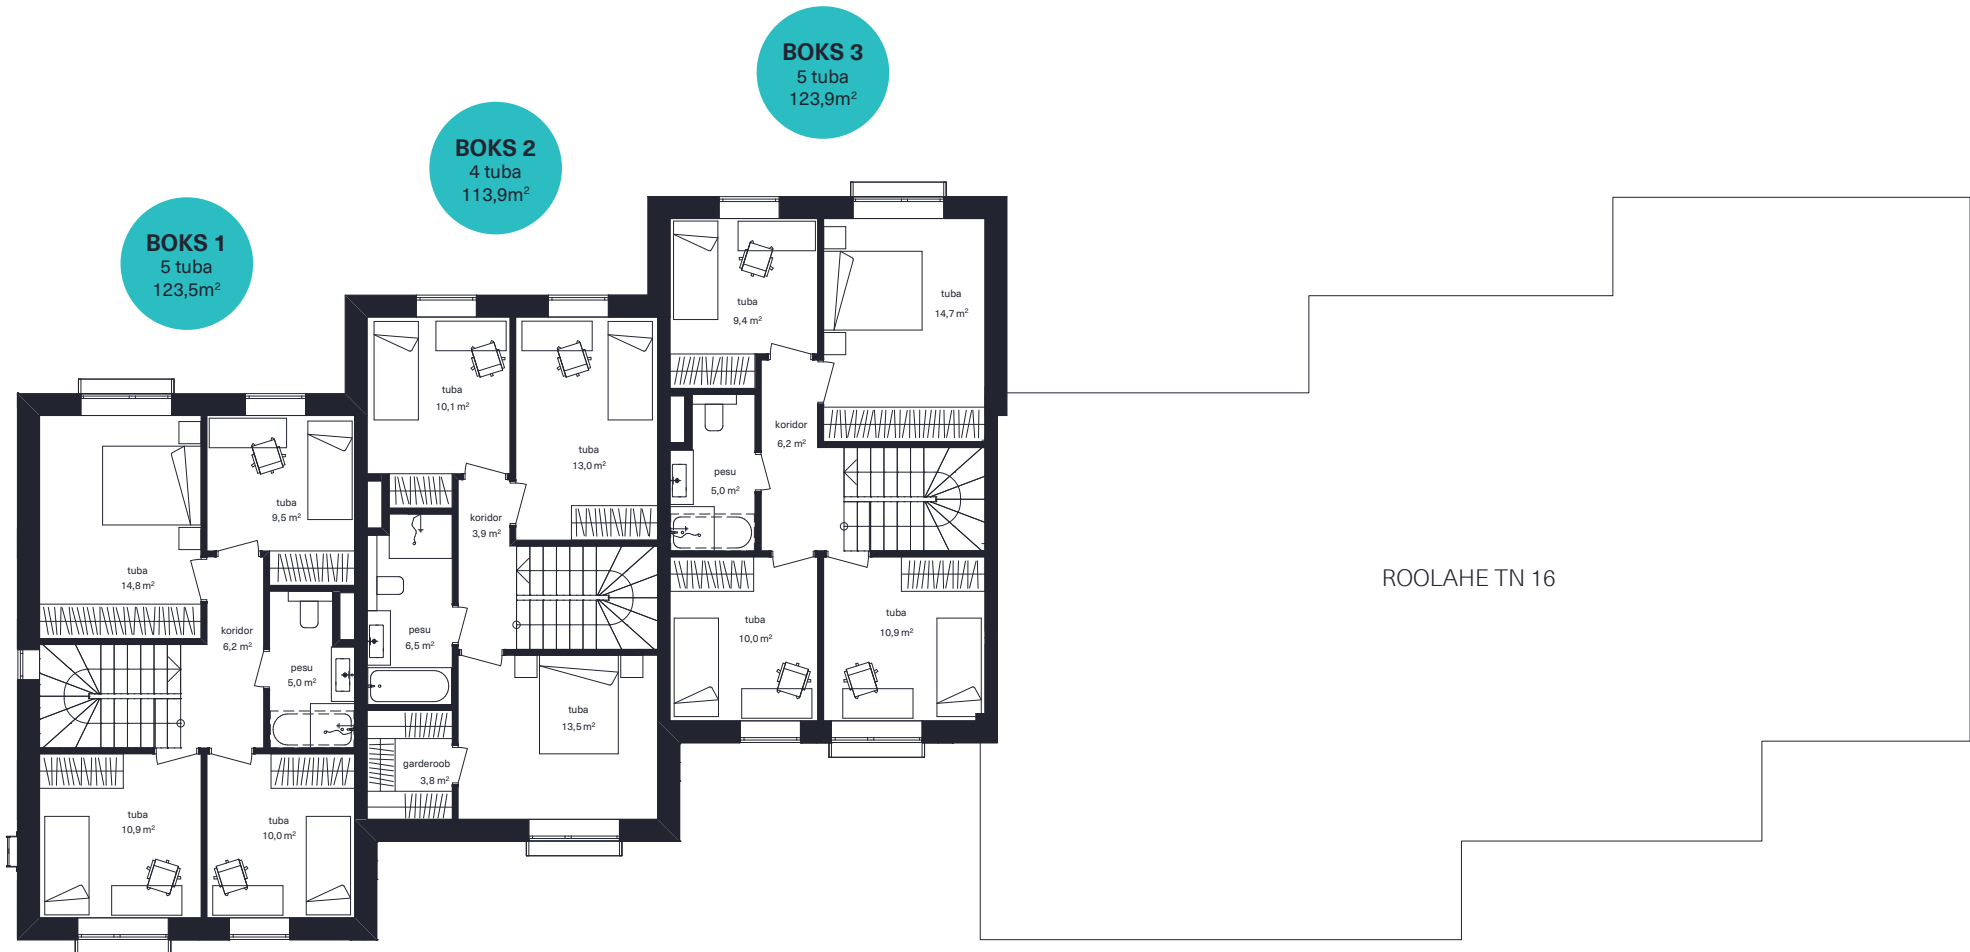 BOKS 3
5 tuba
123,9m²
BOKS 2
4 tuba
113,9m²
BOKS 1
5 tuba
123,5m²
tuba
9,4 m²
tuba
14,7 m²
koridor
6,2 m²
pesu
5,0 m²
tuba
10,0 m²
tuba
10,9 m²
tuba
10,1 m²
tuba
13,0 m²
koridor
3,9 m²
pesu
6,5 m²
tuba
13,5 m²
garderoob
3,8 m²
tuba
9,5 m²
tuba
14,8 m²
koridor
6,2 m²
pesu
5,0 m²
tuba
10,9 m²
tuba
10,0 m²
ROOLAHE TN 16